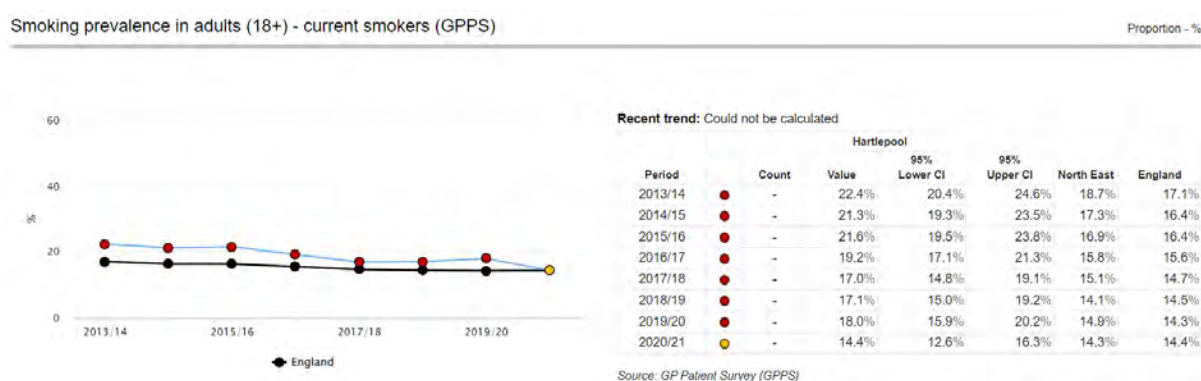 Smoking prevalence in adults (18+) - current smokers (GPPS)
Proportion - %
60
40
20
0
%
2013/14 2015/16 2017/18 2019/20
England
Recent trend: Could not be calculated
Hartlepool
95% 95%
Period Count Value Lower CI Upper CI North East England
2013/14 - 22.4% 20.4% 24.6% 18.7% 17.1%
2014/15 - 21.3% 19.3% 23.5% 17.3% 16.4%
2015/16 - 21.6% 19.5% 23.8% 16.9% 16.4%
2016/17 - 19.2% 17.1% 21.3% 15.8% 15.6%
2017/18 - 17.0% 14.8% 19.1% 15.1% 14.7%
2018/19 - 17.1% 15.0% 19.2% 14.1% 14.5%
2019/20 - 18.0% 15.9% 20.2% 14.9% 14.3%
2020/21 - 14.4% 12.6% 16.3% 14.3% 14.4%
Source: GP Patient Survey (GPPS)